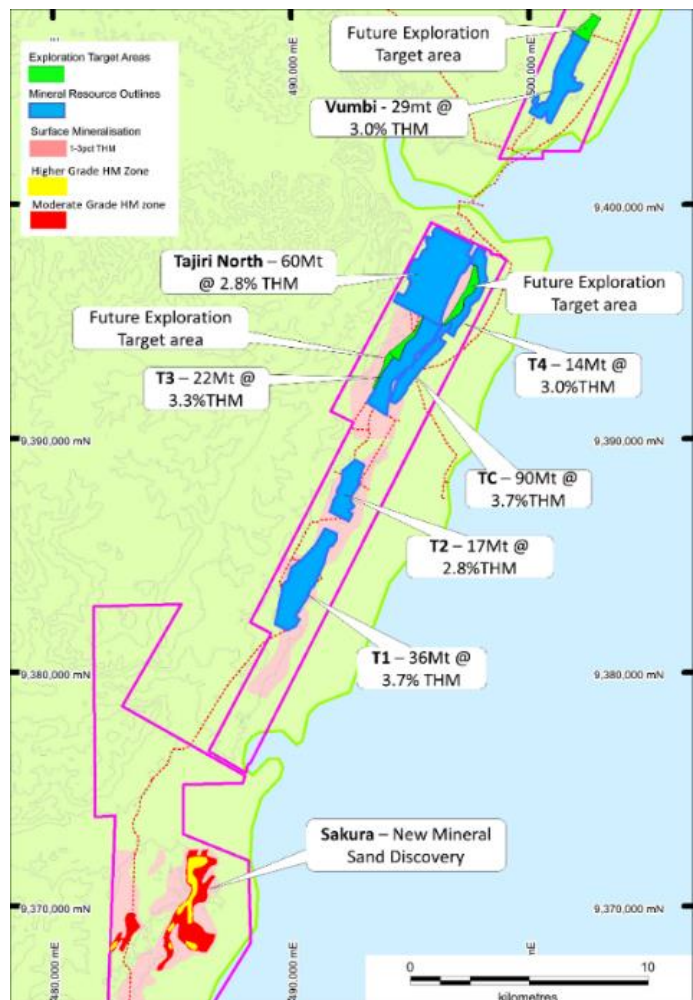 Exploration Target Areas
Mineral Resource Outlines
Surface Mineralisation
1-3pct THM
Higher Grade HM Zone
Moderate Grade HM zone
490,000 mE
500,000 mE
Future Exploration
Target area
Vumbi - 29mt @
3.0% THM
9,400,000 mN
9,400,000 mN
Tajiri North – 60Mt
@ 2.8% THM
Future Exploration
Target area
Future Exploration
Target area
T3 – 22Mt @
3.3%THM
T4 – 14Mt @
3.0%THM
9,390,000 mN
9,390,000 mN
TC – 90Mt @
3.7%THM
T2 – 17Mt @
2.8%THM
T1 – 36Mt @
3.7% THM
9,380,000 mN
9,380,000 mN
Sakura – New Mineral
Sand Discovery
9,370,000 mN
9,370,000 mN
480,000 mE
490,000 mE
mE
0
10
kilometres